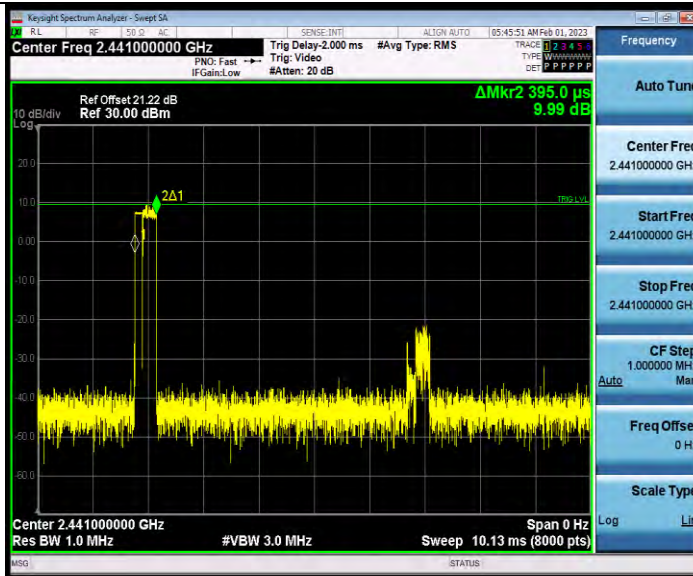 Keysight Spectrum Analyzer - Swept SA
RL RF 50 Ω AC SENSE:INT ALIGN AUTO 05:45:51 AM Feb 01, 2023
Center Freq 2.441000000 GHz
PNO: Fast
IFGain:Low
Trig Delay-2.000 ms
Trig: Video
#Atten: 20 dB
#Avg Type: RMS
TRACE 1 2 3 4 5 6
TYPE W
DET P P P P P P
Frequency
Auto Tune
Ref Offset 21.22 dB
10 dB/div Ref 30.00 dBm
Log
ΔMkr2 395.0 µs
9.99 dB
20.0
10.0
0.00
-10.0
-20.0
-30.0
-40.0
-50.0
-60.0
2Δ1
TRIG LVL
Center Freq
2.441000000 GHz
Start Freq
2.441000000 GHz
Stop Freq
2.441000000 GHz
CF Step
1.000000 MHz
Auto Man
Freq Offset
0 Hz
Scale Type
Log Lin
Center 2.441000000 GHz Span 0 Hz
Res BW 1.0 MHz #VBW 3.0 MHz Sweep 10.13 ms (8000 pts)
MSG STATUS